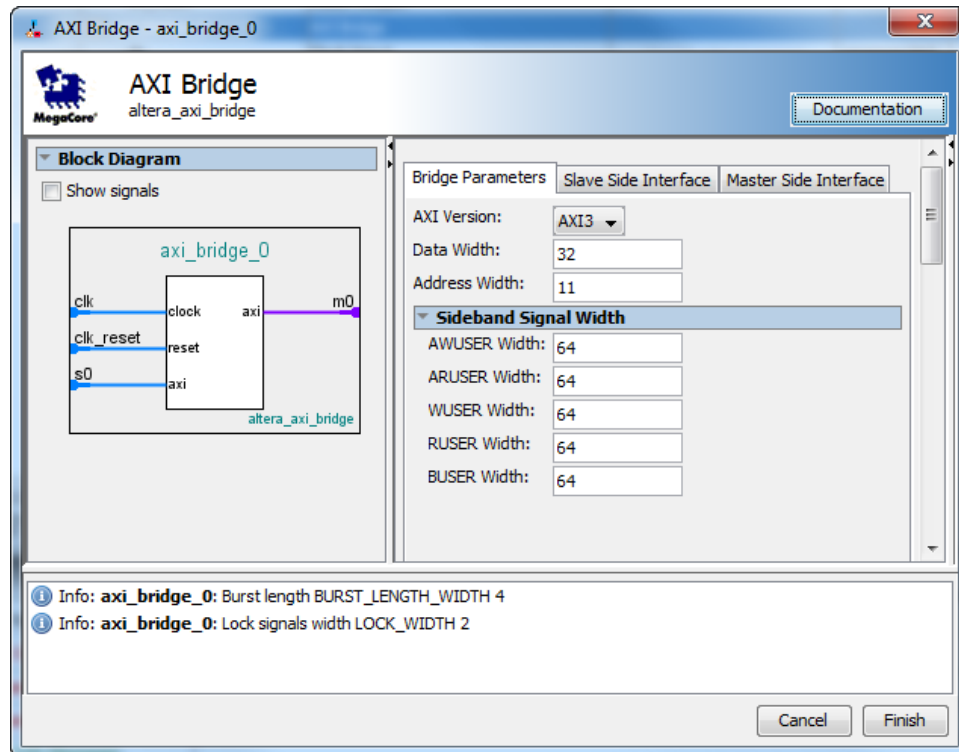 AXI Bridge - axi_bridge_0
AXI Bridge
altera_axi_bridge
MegaCore®
Documentation
Block Diagram
Show signals
axi_bridge_0
clk
clock
axi
m0
clk_reset
reset
s0
axi
altera_axi_bridge
Bridge Parameters
Slave Side Interface
Master Side Interface
AXI Version:
AXI3
Data Width:
32
Address Width:
11
Sideband Signal Width
AWUSER Width:
64
ARUSER Width:
64
WUSER Width:
64
RUSER Width:
64
BUSER Width:
64
Info: axi_bridge_0: Burst length BURST_LENGTH_WIDTH 4
Info: axi_bridge_0: Lock signals width LOCK_WIDTH 2
Cancel
Finish